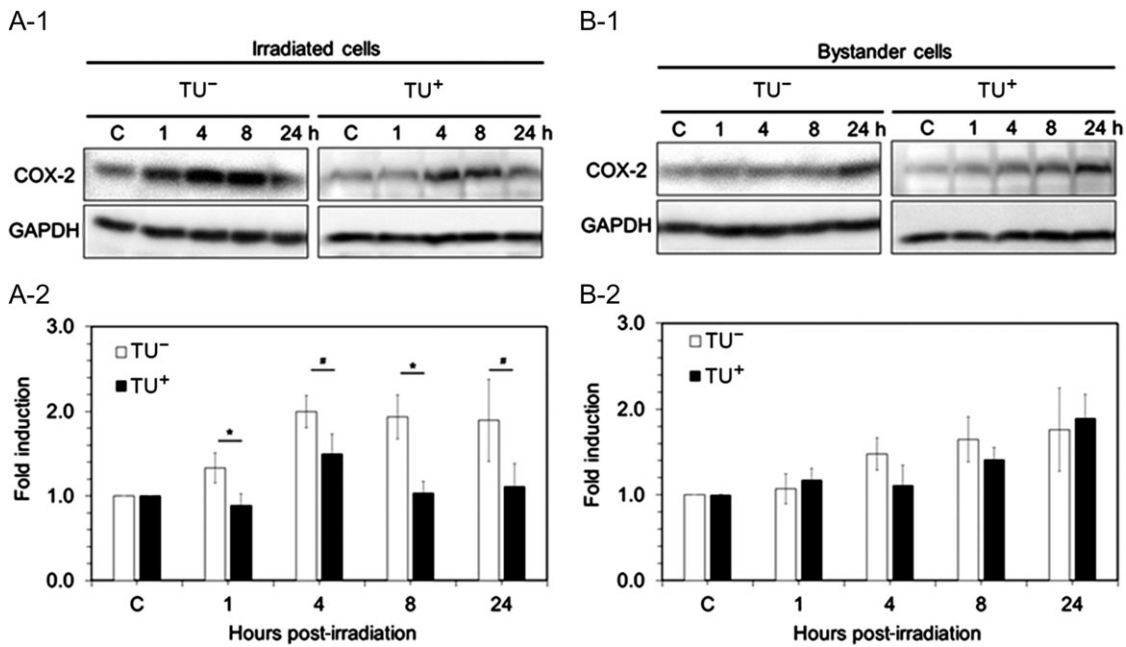 A-1
Irradiated cells
TU⁻ TU⁺
C 1 4 8 24 h C 1 4 8 24 h
COX-2
GAPDH
B-1
Bystander cells
TU⁻ TU⁺
C 1 4 8 24 h C 1 4 8 24 h
COX-2
GAPDH
A-2
3.0
2.0
1.0
0.0
Fold induction
TU⁻
TU⁺
* # * #
C 1 4 8 24
Hours post-irradiation
B-2
3.0
2.0
1.0
0.0
Fold induction
TU⁻
TU⁺
C 1 4 8 24
Hours post-irradiation